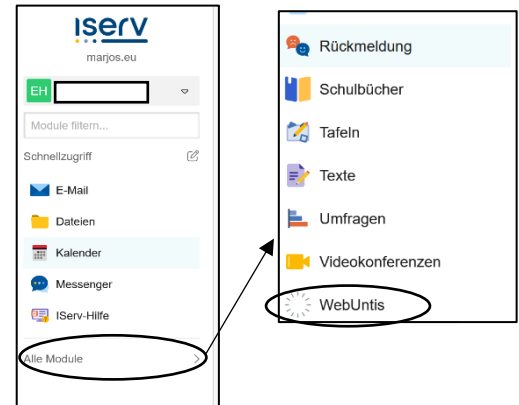 IServ
marjos.eu
EH
Module filtern...
Schnellzugriff
E-Mail
Dateien
Kalender
Messenger
IServ-Hilfe
Alle Module
Rückmeldung
Schulbücher
Tafeln
Texte
Umfragen
Videokonferenzen
WebUntis